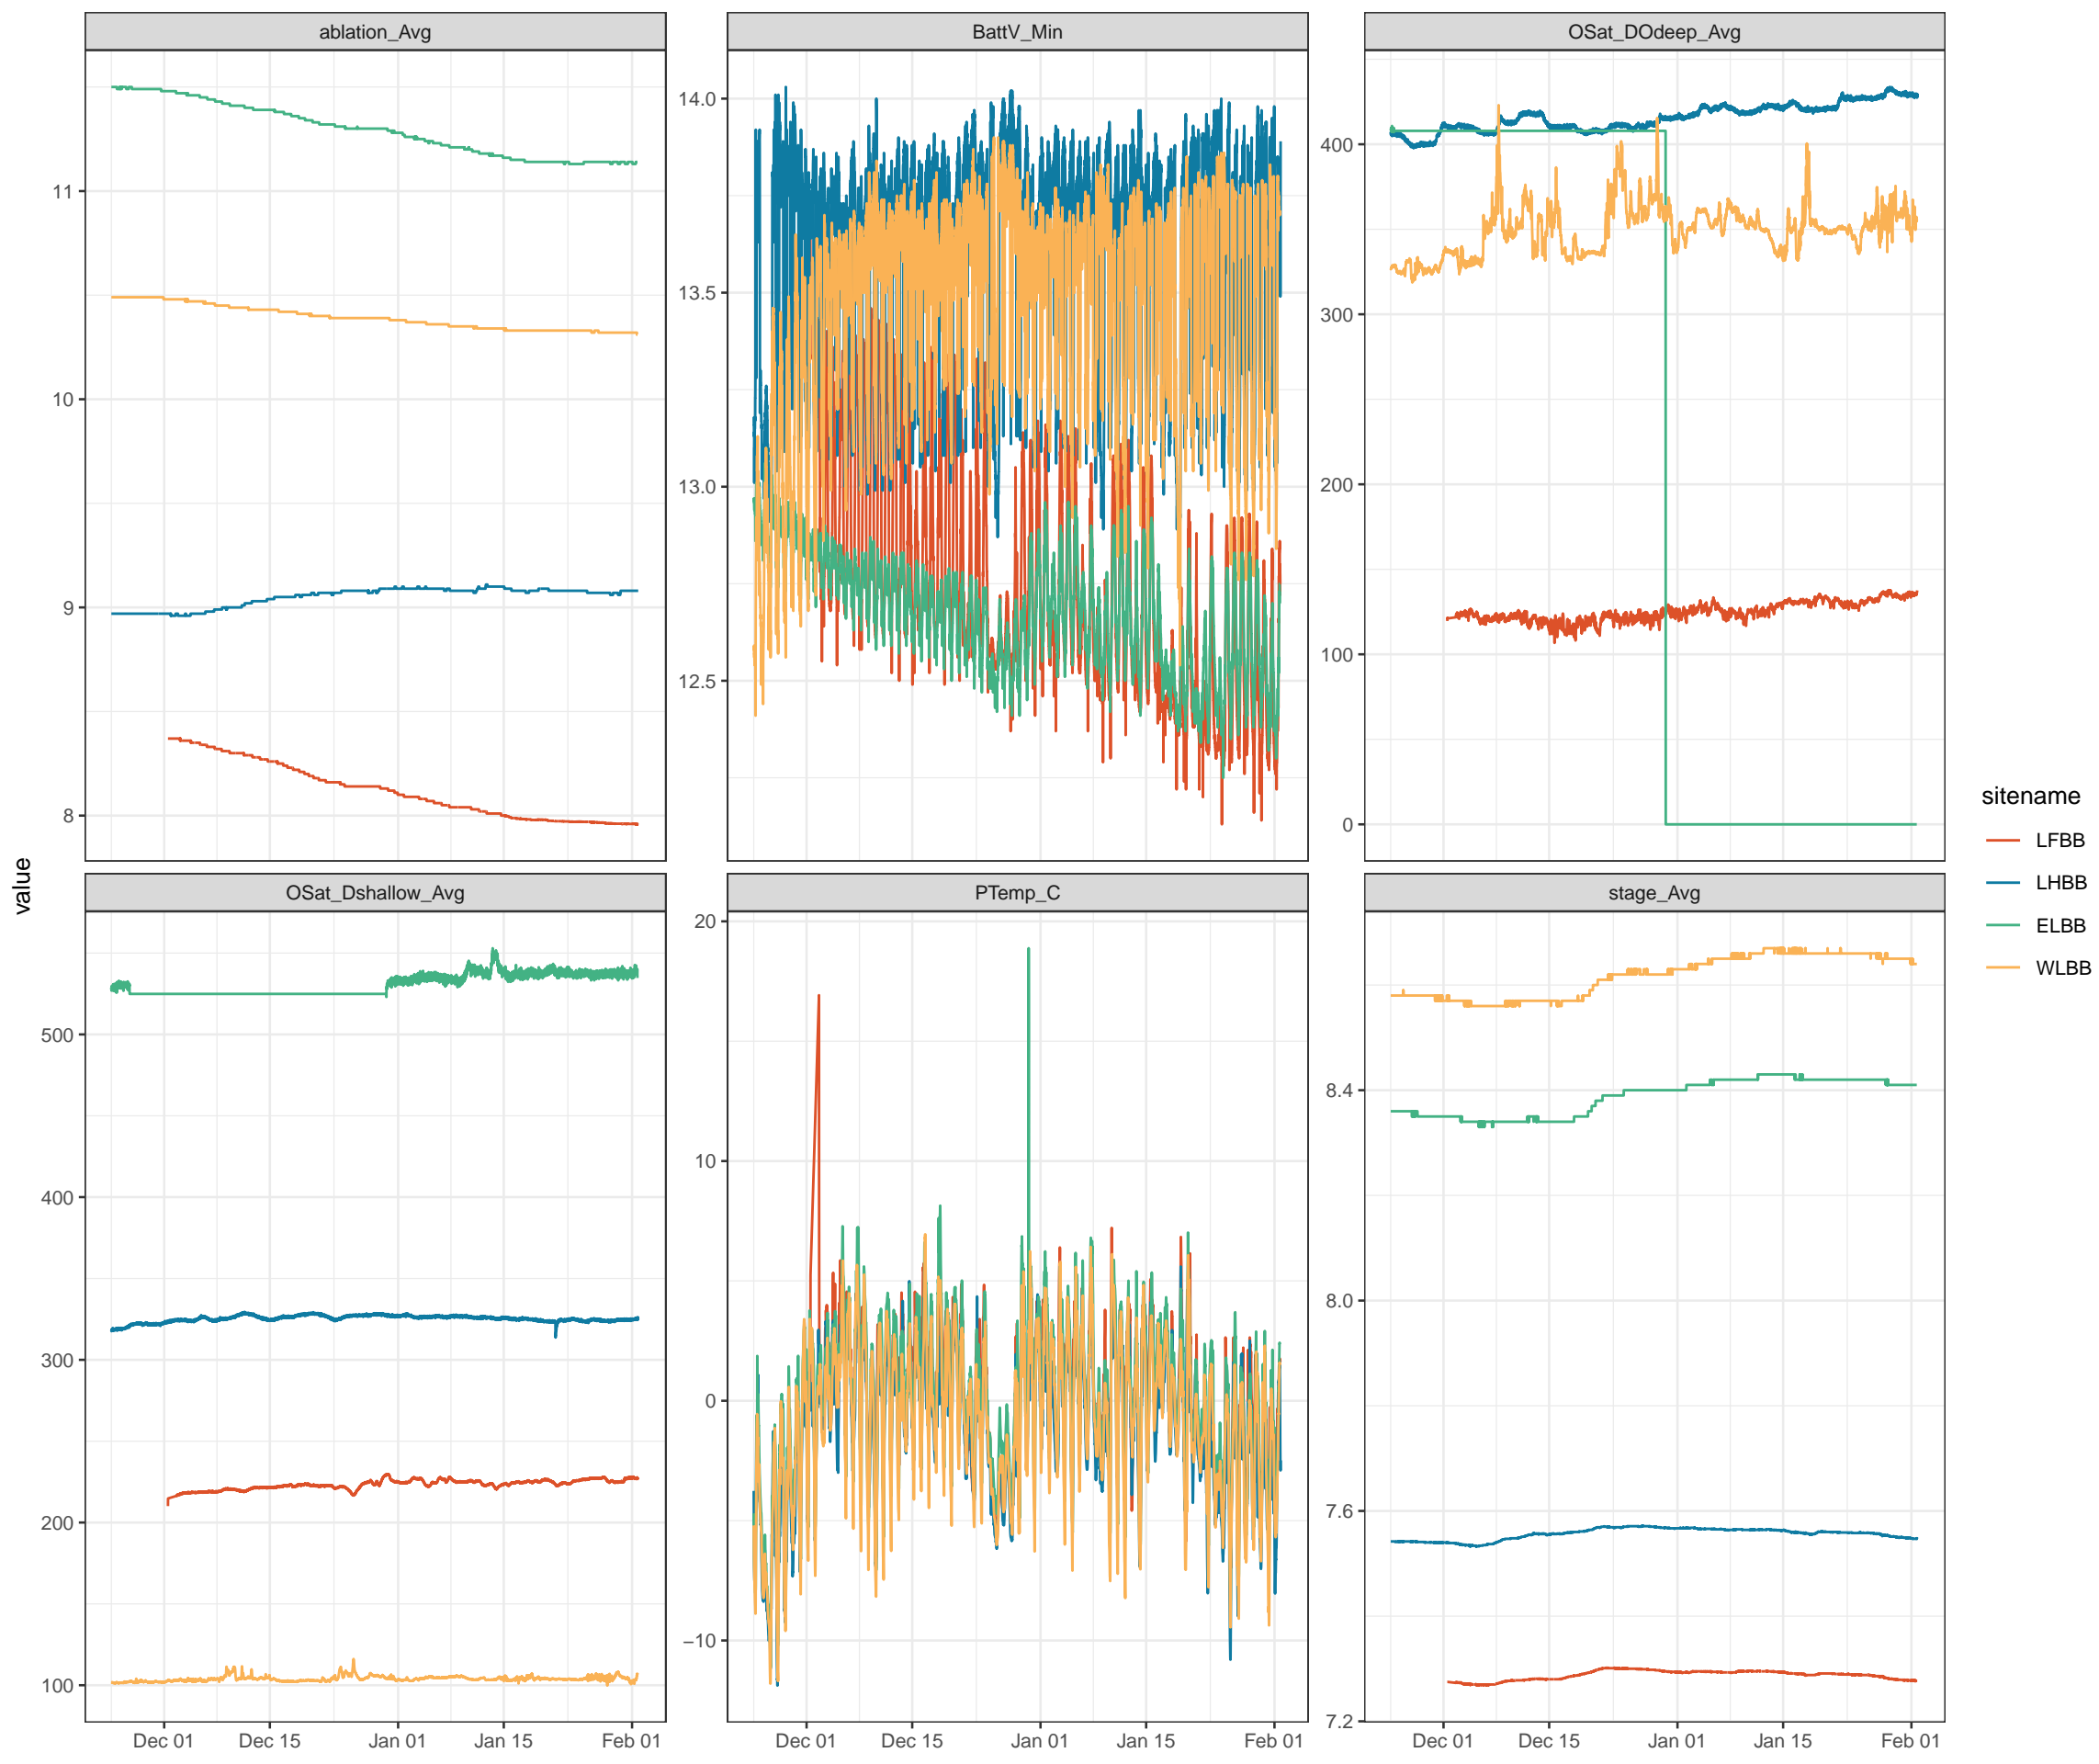 ablation_Avg
BattV_Min
OSat_DOdeep_Avg
11
10
9
8
14.0
13.5
13.0
12.5
400
300
200
100
0
value
OSat_Dshallow_Avg
PTemp_C
stage_Avg
500
400
300
200
100
20
10
0
−10
8.4
8.0
7.6
7.2
Dec 01 Dec 15 Jan 01 Jan 15 Feb 01
Dec 01 Dec 15 Jan 01 Jan 15 Feb 01
Dec 01 Dec 15 Jan 01 Jan 15 Feb 01
sitename
LFBB
LHBB
ELBB
WLBB